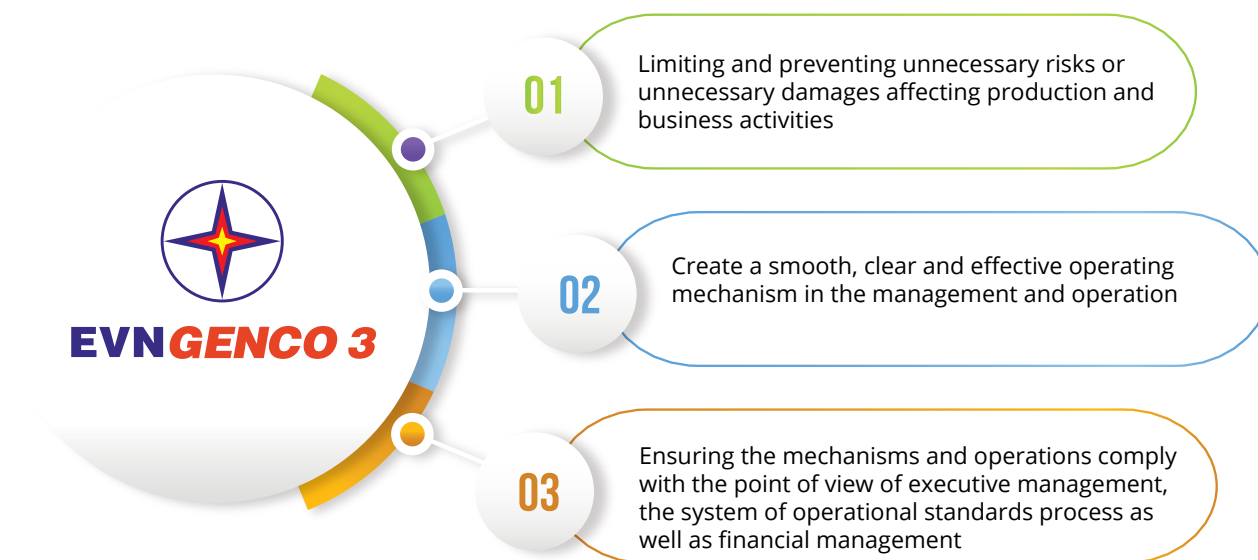 01
Limiting and preventing unnecessary risks or
unnecessary damages affecting production and
business activities
EVNGENCO 3
02
Create a smooth, clear and effective operating
mechanism in the management and operation
03
Ensuring the mechanisms and operations comply
with the point of view of executive management,
the system of operational standards process as
well as financial management